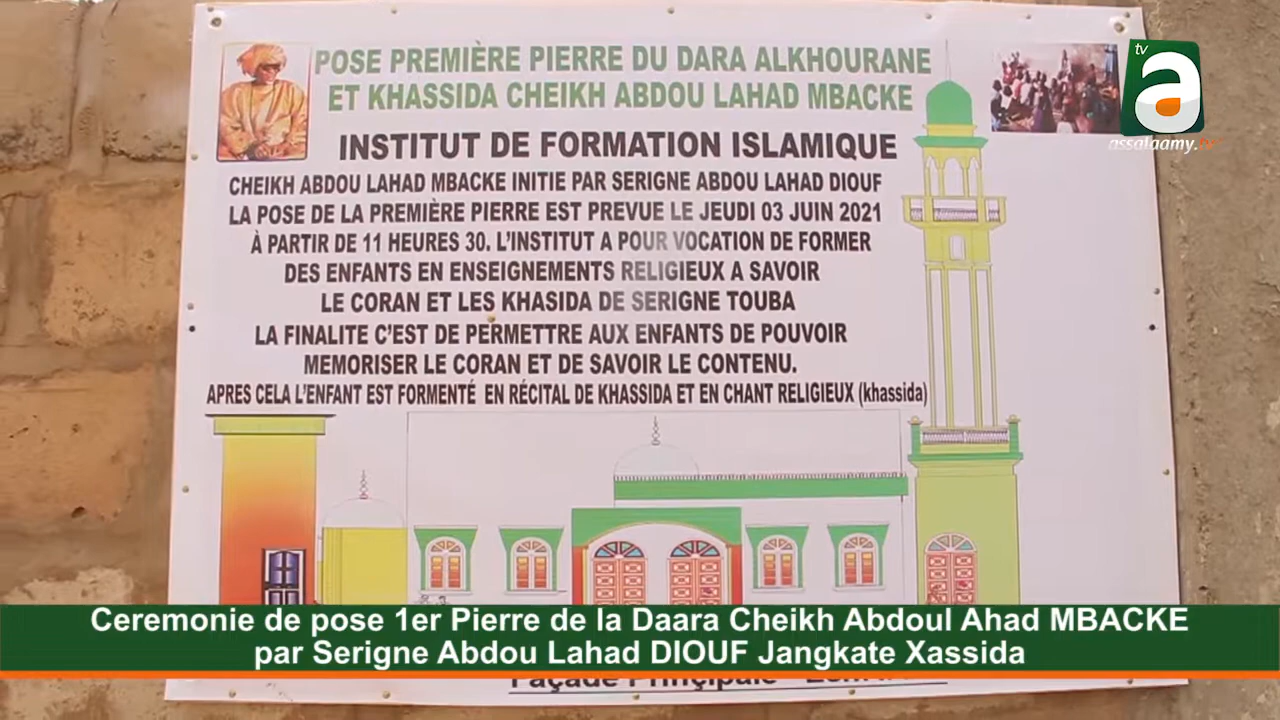 POSE PREMIÈRE PIERRE DU DARA ALKHOURANE
ET KHASSIDA CHEIKH ABDOU LAHAD MBACKE
INSTITUT DE FORMATION ISLAMIQUE
CHEIKH ABDOU LAHAD MBACKE INITIE PAR SERIGNE ABDOU LAHAD DIOUF
LA POSE DE LA PREMIÈRE PIERRE EST PREVUE LE JEUDI 03 JUIN 2021
À PARTIR DE 11 HEURES 30. L'INSTITUT A POUR VOCATION DE FORMER
DES ENFANTS EN ENSEIGNEMENTS RELIGIEUX A SAVOIR
LE CORAN ET LES KHASIDA DE SERIGNE TOUBA
LA FINALITE C'EST DE PERMETTRE AUX ENFANTS DE POUVOIR
MEMORISER LE CORAN ET DE SAVOIR LE CONTENU.
APRES CELA L'ENFANT EST FORMENTÉ EN RÉCITAL DE KHASSIDA ET EN CHANT RELIGIEUX (khassida)
tv
a
assalaamy.tv
Ceremonie de pose 1er Pierre de la Daara Cheikh Abdoul Ahad MBACKE
par Serigne Abdou Lahad DIOUF Jangkate Xassida
Façade Principale